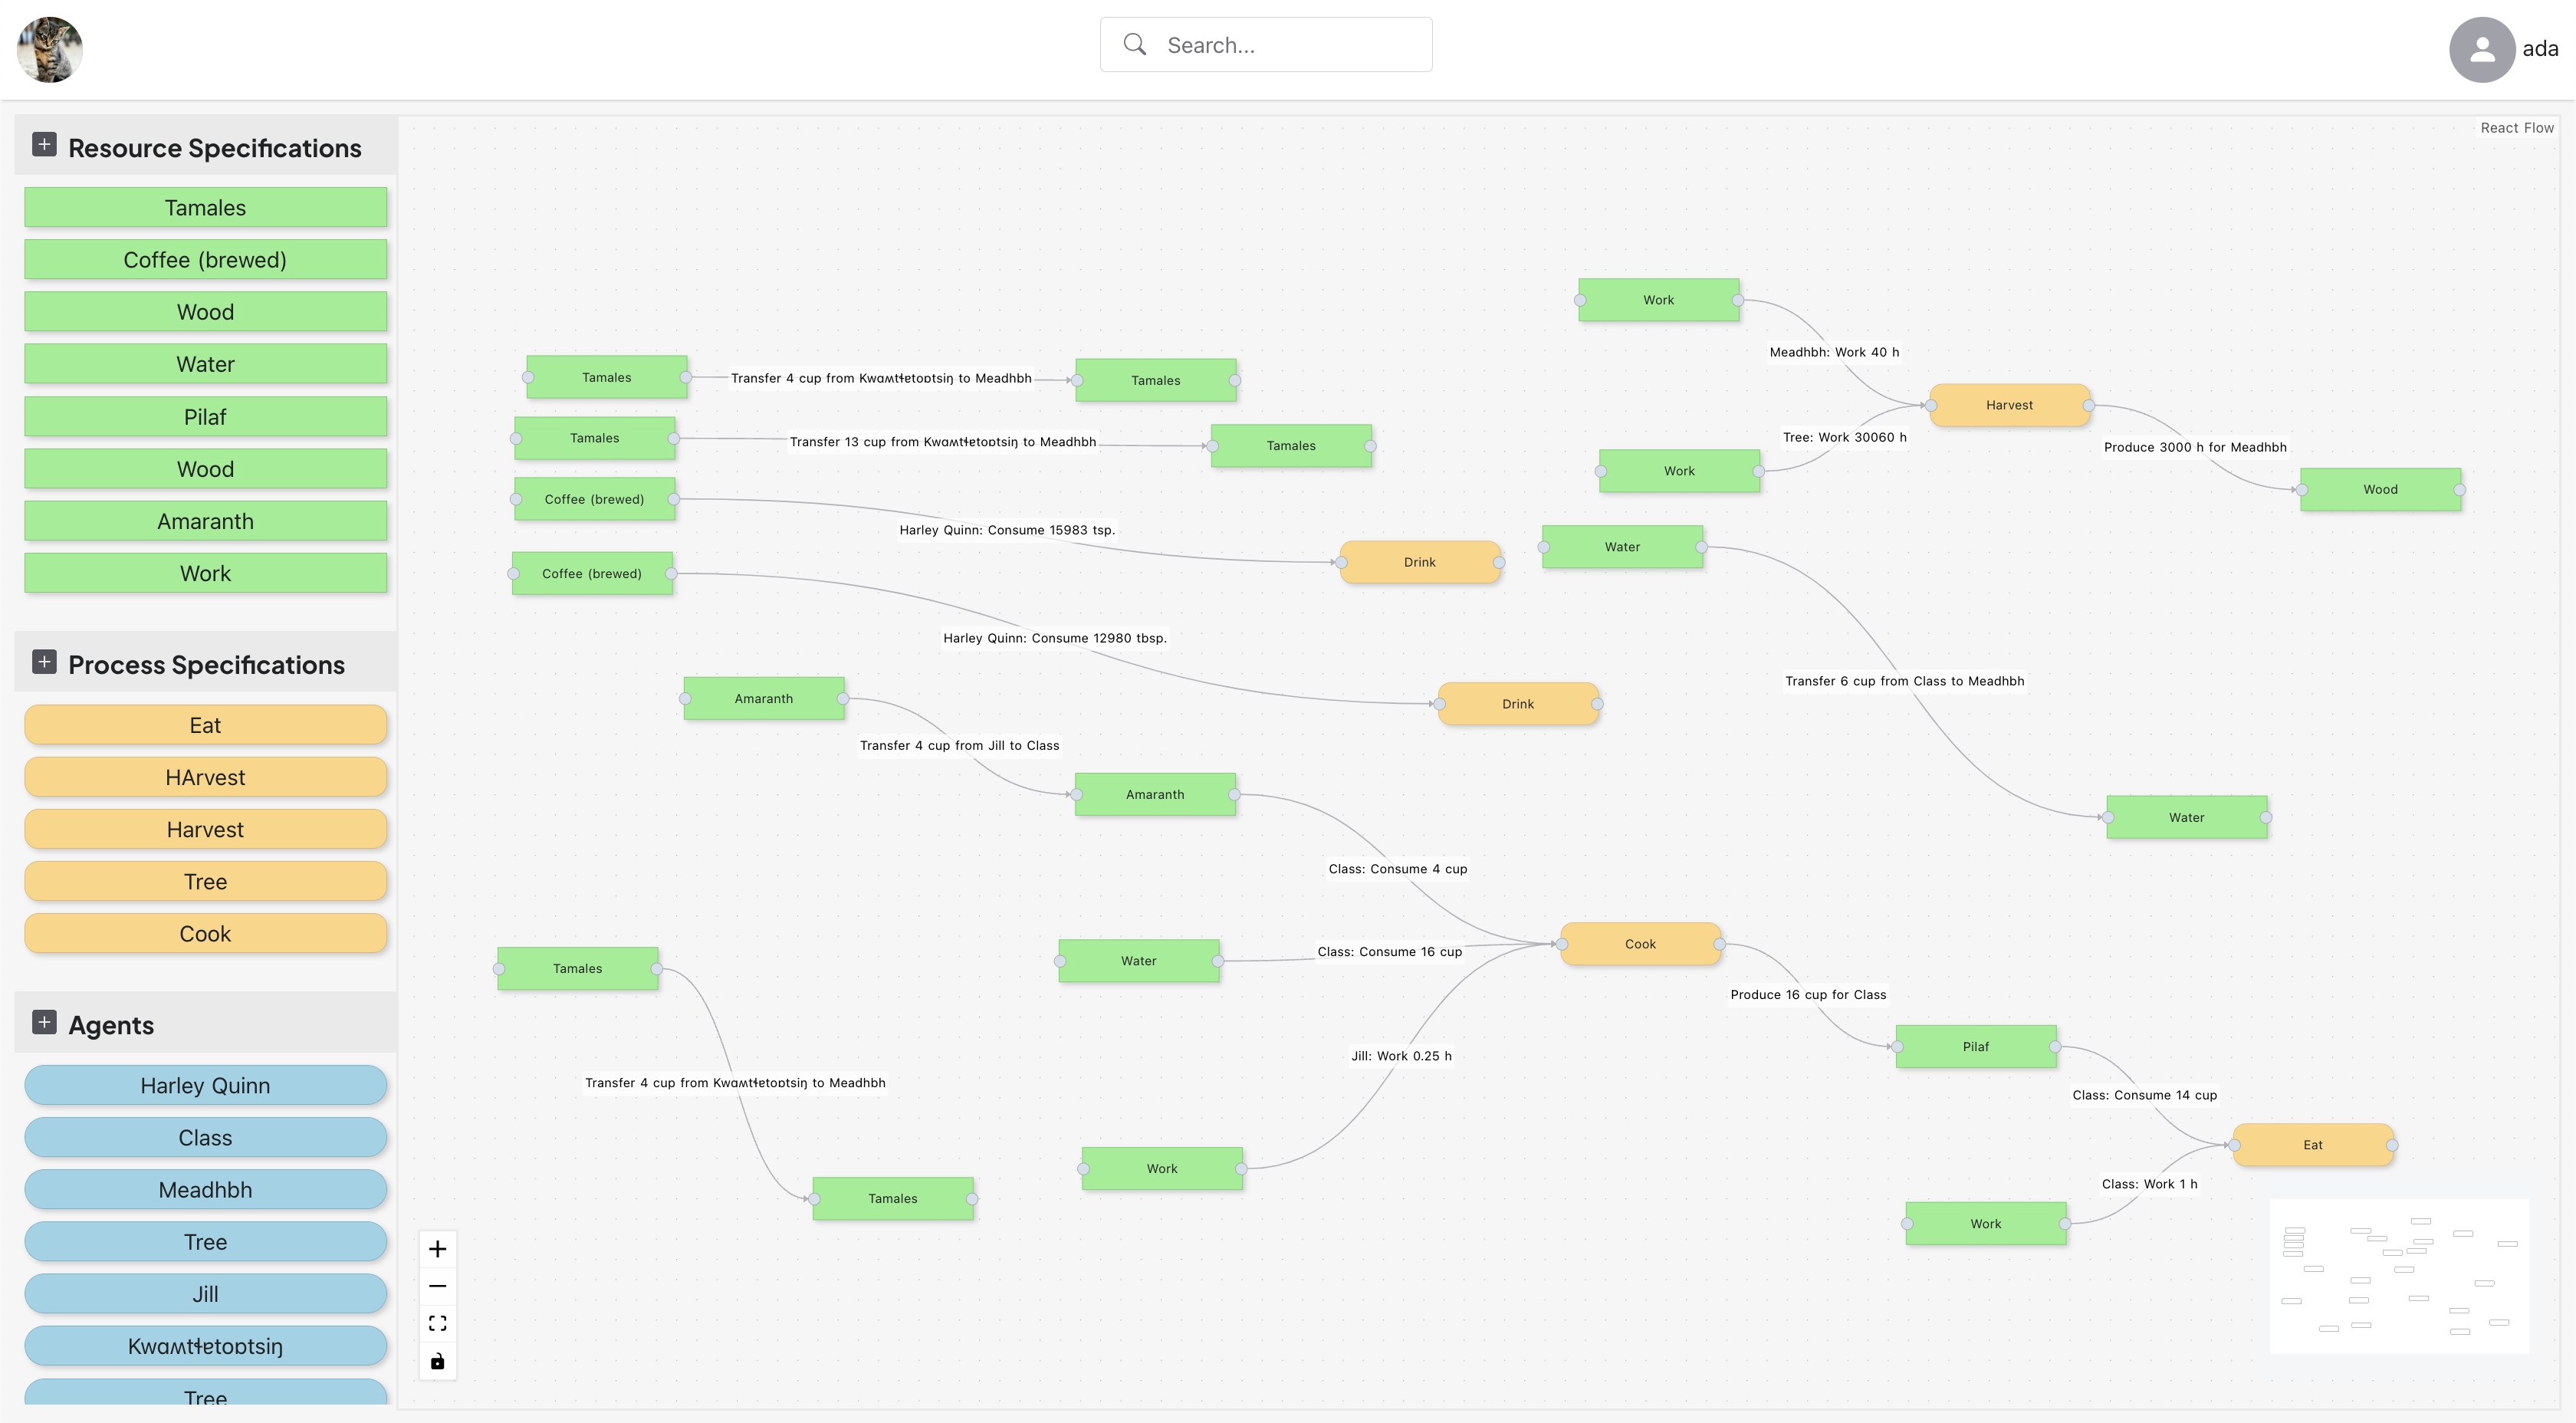 Search...
ada
Resource Specifications
Tamales
Coffee (brewed)
Wood
Water
Pilaf
Wood
Amaranth
Work
Process Specifications
Eat
HArvest
Harvest
Tree
Cook
Agents
Harley Quinn
Class
Meadhbh
Tree
Jill
Kwɑʍtɬɐtoɒtsiŋ
Tree
React Flow
Work
Meadhbh: Work 40 h
Tamales
Transfer 4 cup from Kwɑʍtɬɐtoɒtsiŋ to Meadhbh
Tamales
Harvest
Tamales
Transfer 13 cup from Kwɑʍtɬɐtoɒtsiŋ to Meadhbh
Tamales
Tree: Work 30060 h
Produce 3000 h for Meadhbh
Work
Wood
Coffee (brewed)
Harley Quinn: Consume 15983 tsp.
Drink
Water
Coffee (brewed)
Harley Quinn: Consume 12980 tbsp.
Drink
Transfer 6 cup from Class to Meadhbh
Amaranth
Transfer 4 cup from Jill to Class
Amaranth
Water
Class: Consume 4 cup
Tamales
Water
Class: Consume 16 cup
Cook
Produce 16 cup for Class
Jill: Work 0.25 h
Pilaf
Transfer 4 cup from Kwɑʍtɬɐtoɒtsiŋ to Meadhbh
Class: Consume 14 cup
Work
Eat
Tamales
Class: Work 1 h
Work